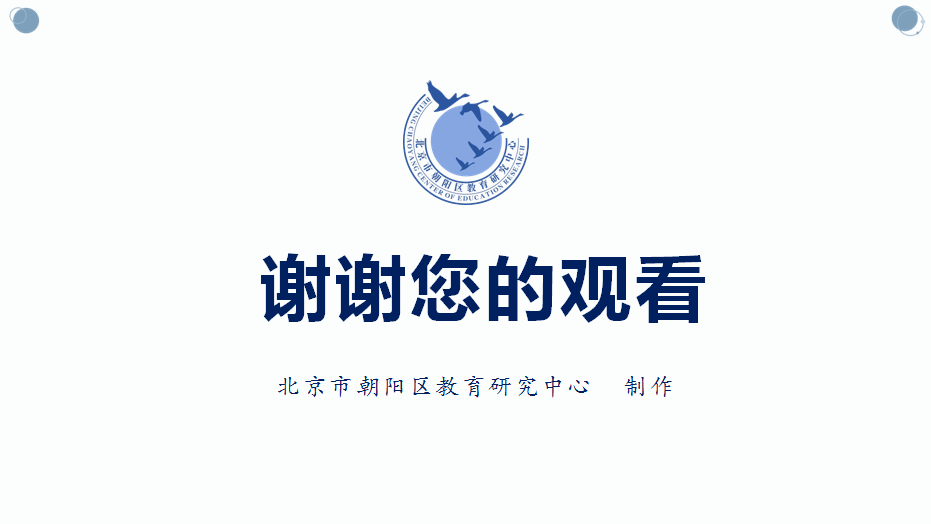 BEIJING CHAOYANG CENTER OF EDUCATION RESEARCH
北京市朝阳区教育研究中心
谢谢您的观看
北京市朝阳区教育研究中心 制作